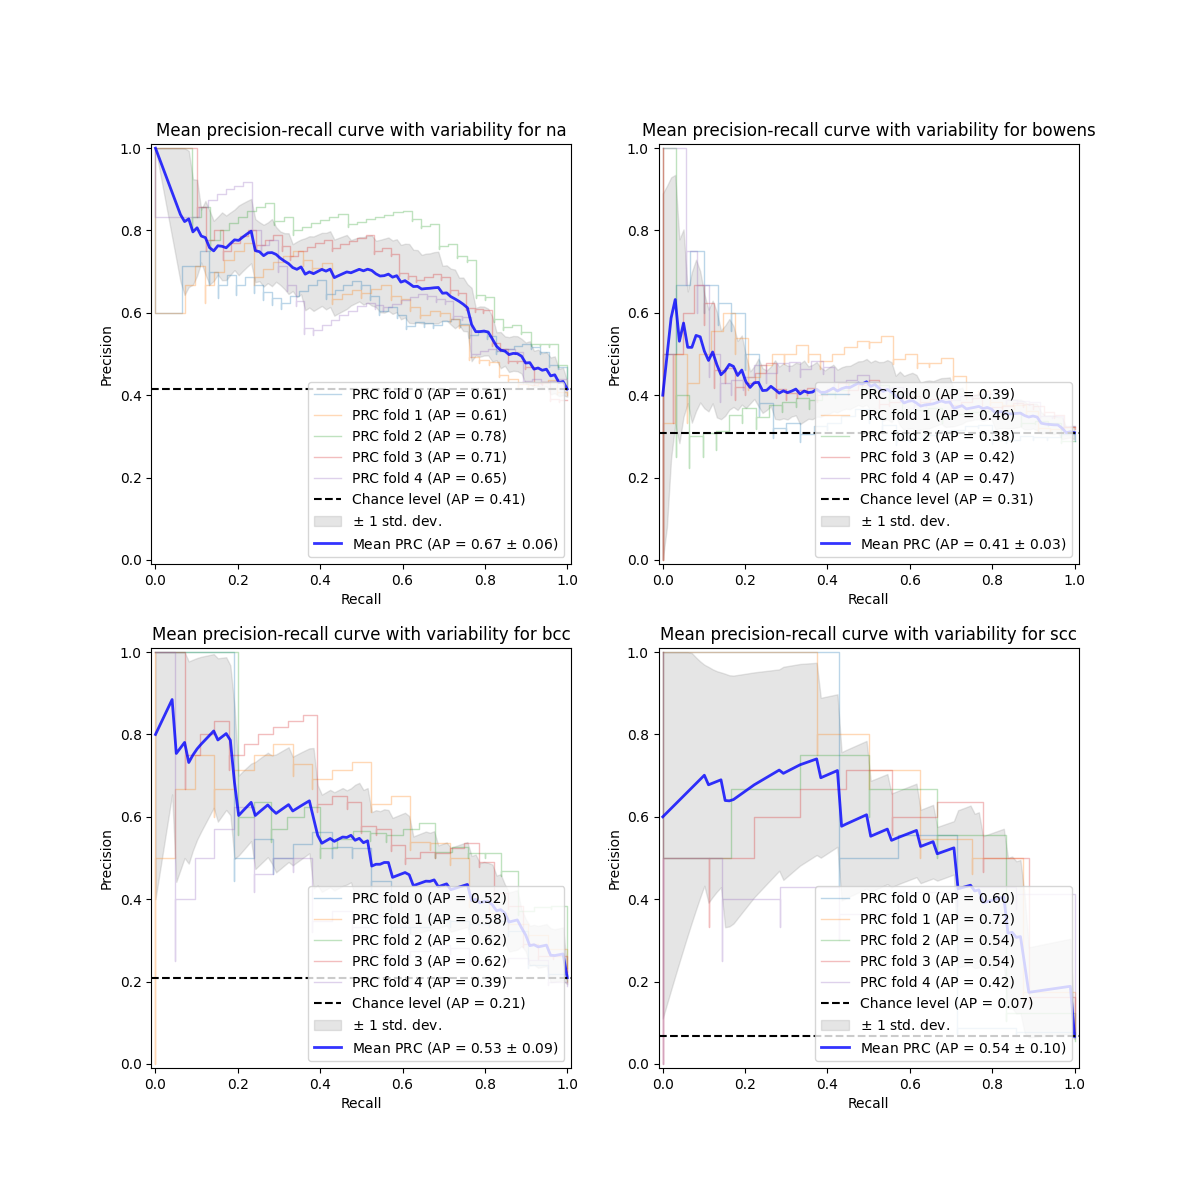 Mean precision-recall curve with variability for na
1.0
0.8
0.6
0.4
0.2
0.0
Precision
PRC fold 0 (AP = 0.61)
PRC fold 1 (AP = 0.61)
PRC fold 2 (AP = 0.78)
PRC fold 3 (AP = 0.71)
PRC fold 4 (AP = 0.65)
Chance level (AP = 0.41)
± 1 std. dev.
Mean PRC (AP = 0.67 ± 0.06)
0.0 0.2 0.4 0.6 0.8 1.0
Recall
Mean precision-recall curve with variability for bowens
1.0
0.8
0.6
0.4
0.2
0.0
Precision
PRC fold 0 (AP = 0.39)
PRC fold 1 (AP = 0.46)
PRC fold 2 (AP = 0.38)
PRC fold 3 (AP = 0.42)
PRC fold 4 (AP = 0.47)
Chance level (AP = 0.31)
± 1 std. dev.
Mean PRC (AP = 0.41 ± 0.03)
0.0 0.2 0.4 0.6 0.8 1.0
Recall
Mean precision-recall curve with variability for bcc
1.0
0.8
0.6
0.4
0.2
0.0
Precision
PRC fold 0 (AP = 0.52)
PRC fold 1 (AP = 0.58)
PRC fold 2 (AP = 0.62)
PRC fold 3 (AP = 0.62)
PRC fold 4 (AP = 0.39)
Chance level (AP = 0.21)
± 1 std. dev.
Mean PRC (AP = 0.53 ± 0.09)
0.0 0.2 0.4 0.6 0.8 1.0
Recall
Mean precision-recall curve with variability for scc
1.0
0.8
0.6
0.4
0.2
0.0
Precision
PRC fold 0 (AP = 0.60)
PRC fold 1 (AP = 0.72)
PRC fold 2 (AP = 0.54)
PRC fold 3 (AP = 0.54)
PRC fold 4 (AP = 0.42)
Chance level (AP = 0.07)
± 1 std. dev.
Mean PRC (AP = 0.54 ± 0.10)
0.0 0.2 0.4 0.6 0.8 1.0
Recall